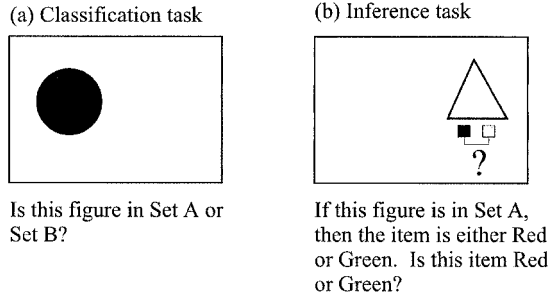 (a) Classification task
Is this figure in Set A or
Set B?
(b) Inference task
?
If this figure is in Set A,
then the item is either Red
or Green.  Is this item Red
or Green?